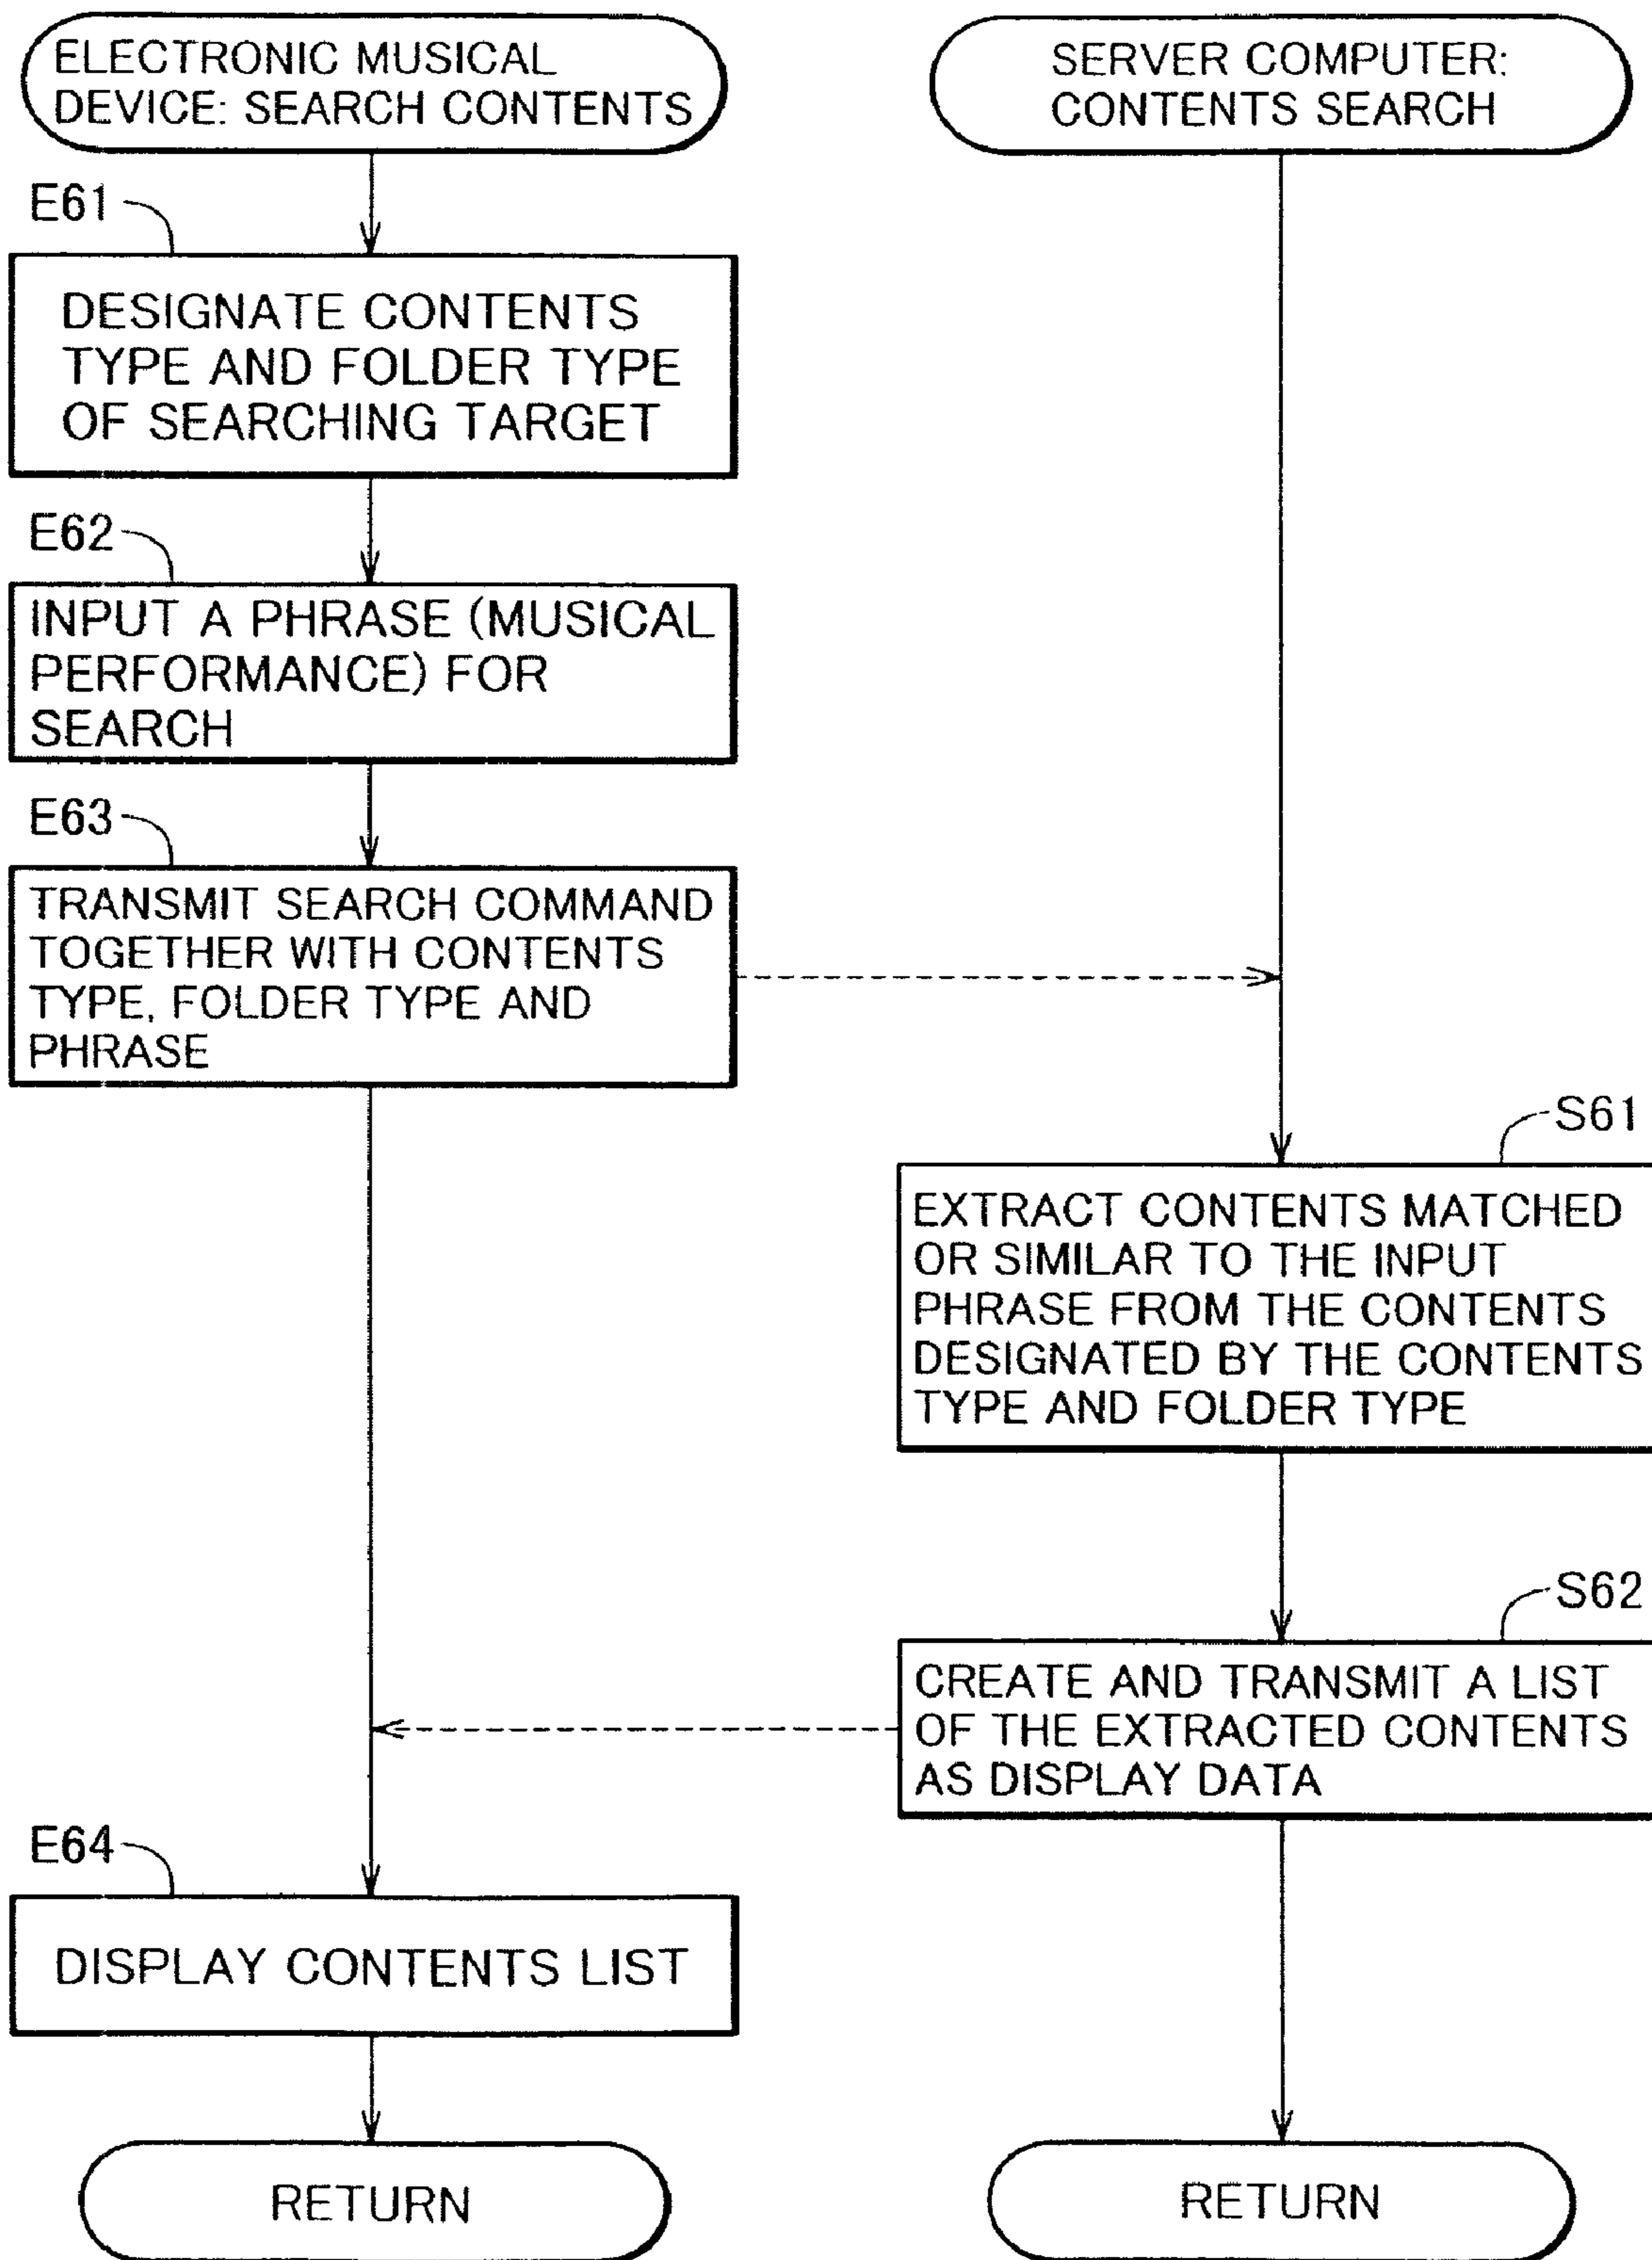 ELECTRONIC MUSICAL
DEVICE: SEARCH CONTENTS
E61
DESIGNATE CONTENTS
TYPE AND FOLDER TYPE
OF SEARCHING TARGET
E62
INPUT A PHRASE (MUSICAL
PERFORMANCE) FOR
SEARCH
E63
TRANSMIT SEARCH COMMAND
TOGETHER WITH CONTENTS
TYPE, FOLDER TYPE AND
PHRASE
E64
DISPLAY CONTENTS LIST
RETURN
SERVER COMPUTER:
CONTENTS SEARCH
S61
EXTRACT CONTENTS MATCHED
OR SIMILAR TO THE INPUT
PHRASE FROM THE CONTENTS
DESIGNATED BY THE CONTENTS
TYPE AND FOLDER TYPE
S62
CREATE AND TRANSMIT A LIST
OF THE EXTRACTED CONTENTS
AS DISPLAY DATA
RETURN